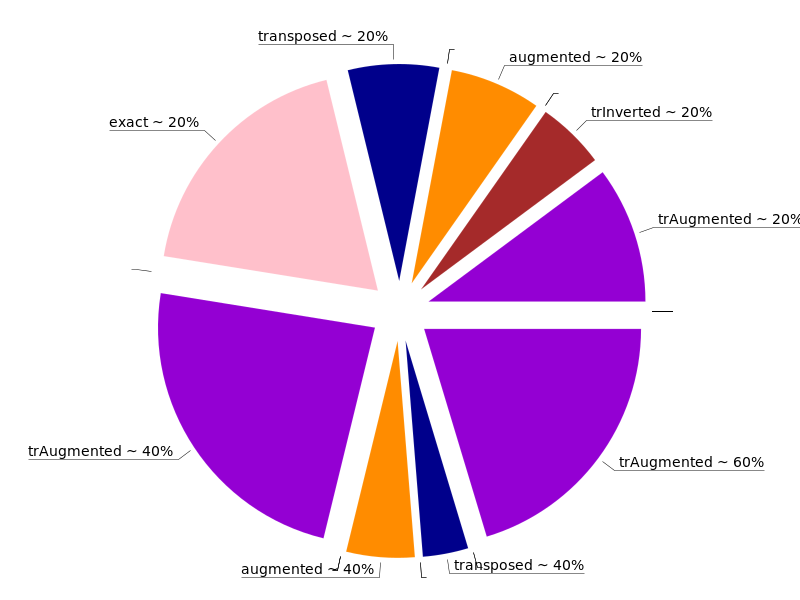 transposed ~ 20%
augmented ~ 20%
trInverted ~ 20%
exact ~ 20%
trAugmented ~ 20%
trAugmented ~ 40%
trAugmented ~ 60%
augmented ~ 40%
transposed ~ 40%